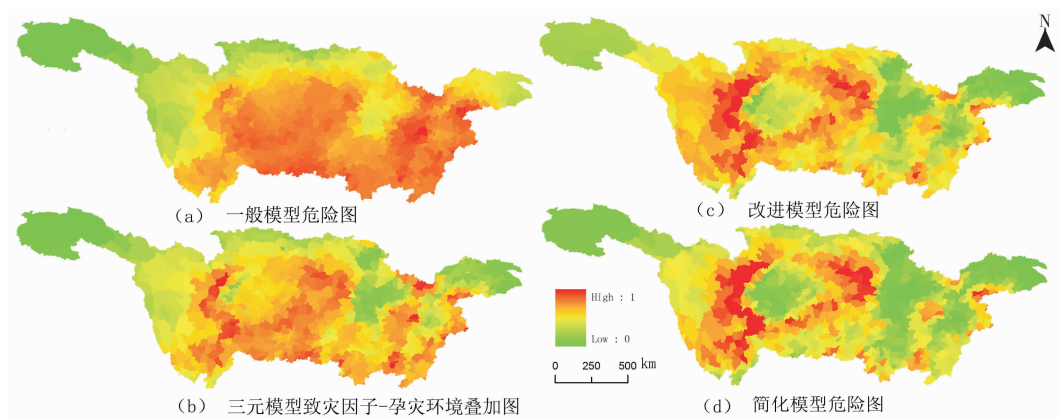 N
(a) 一般模型危险图
(c) 改进模型危险图
HIgh : 1
Low : 0
0 250 500 km
(b) 三元模型致灾因子-孕灾环境叠加图
(d) 简化模型危险图